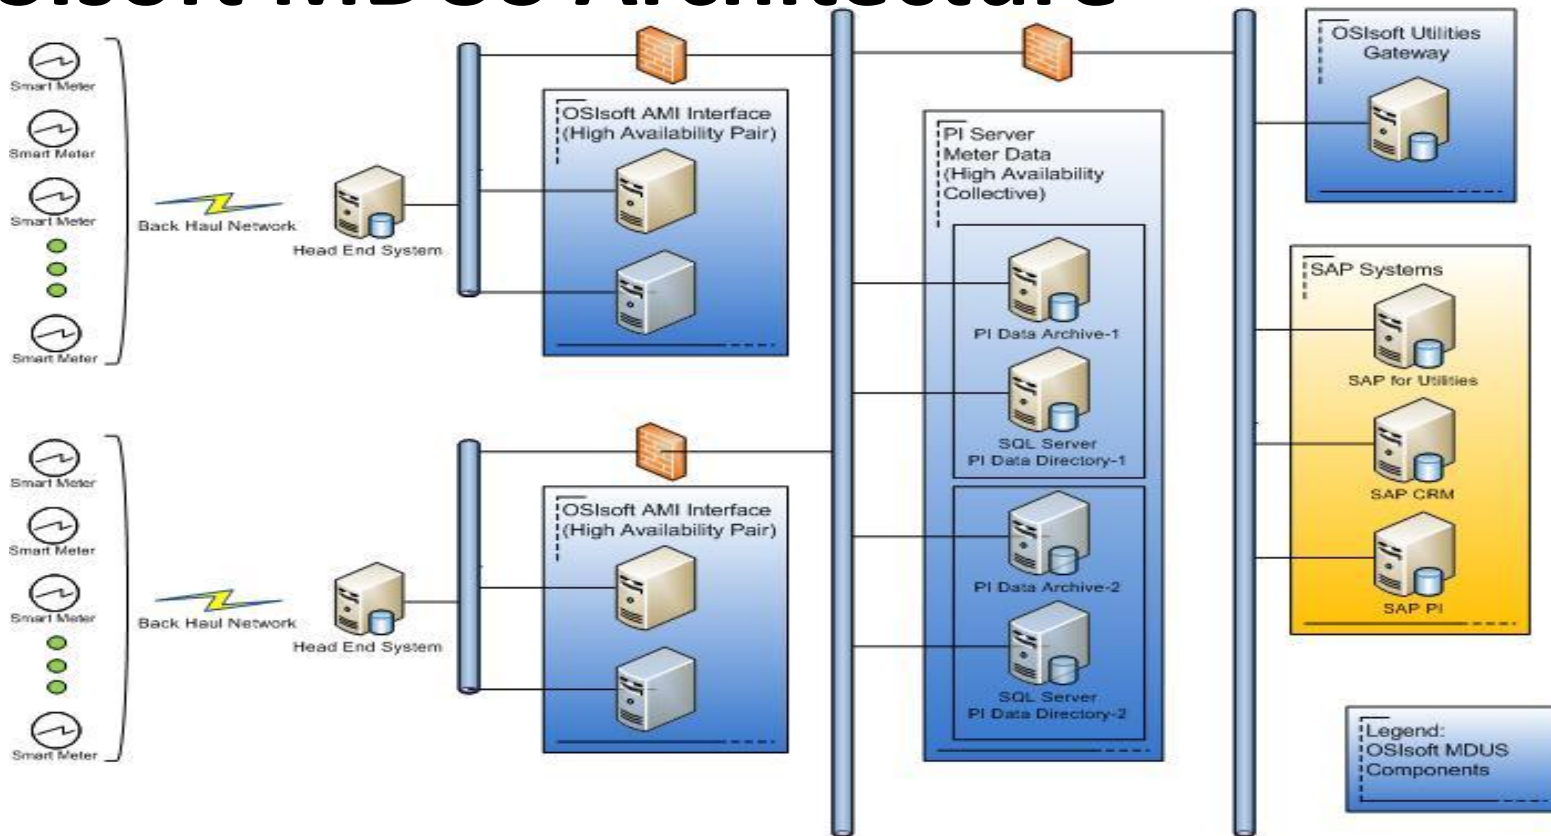 OSIsoft Utilities
Gateway
Smart Meter
Smart Meter
Smart Meter
Smart Meter
Back Haul Network
Head End System
OSIsoft AMI Interface
(High Availability Pair)
PI Server
Meter Data
(High Availability
Collective)
PI Data Archive-1
SQL Server
PI Data Directory-1
PI Data Archive-2
SQL Server
PI Data Directory-2
SAP Systems
SAP for Utilities
SAP CRM
SAP PI
Smart Meter
Smart Meter
Smart Meter
Smart Meter
Back Haul Network
Head End System
OSIsoft AMI Interface
(High Availability Pair)
Legend:
OSIsoft MDUS
Components